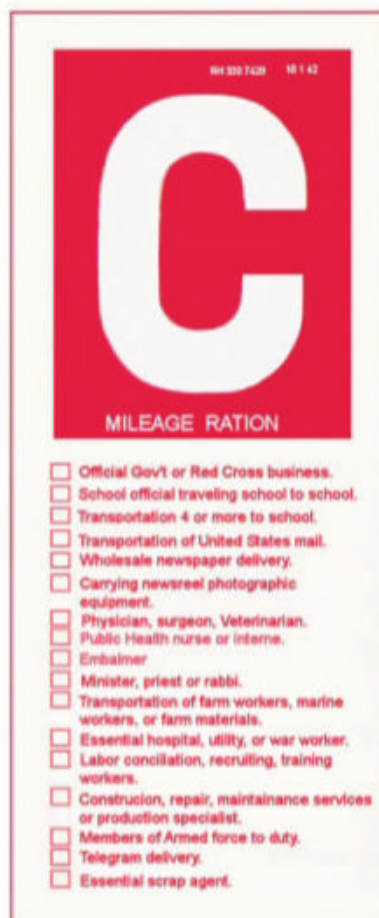 10 1 42
C
MILEAGE RATION
Official Gov't or Red Cross business.
School official traveling school to school.
Transportation 4 or more to school.
Transportation of United States mail.
Wholesale newspaper delivery.
Carrying newsreel photographic
equipment.
Physician, surgeon, Veterinarian.
Public Health nurse or interne.
Embalmer
Minister, priest or rabbi.
Transportation of farm workers, marine
workers, or farm materials.
Essential hospital, utility, or war worker.
Labor conciliation, recruiting, training
workers.
Construcion, repair, maintainance services
or production specialist.
Members of Armed force to duty.
Telegram delivery.
Essential scrap agent.